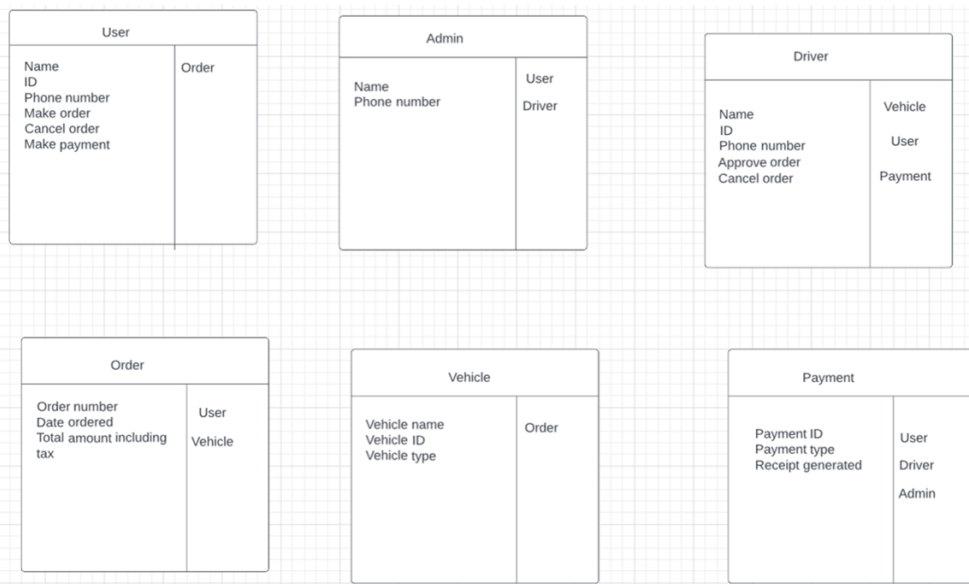 User
Name
ID
Phone number
Make order
Cancel order
Make payment
Order
Admin
Name
Phone number
User
Driver
Driver
Name
ID
Phone number
Approve order
Cancel order
Vehicle
User
Payment
Order
Order number
Date ordered
Total amount including
tax
User
Vehicle
Vehicle
Vehicle name
Vehicle ID
Vehicle type
Order
Payment
Payment ID
Payment type
Receipt generated
User
Driver
Admin